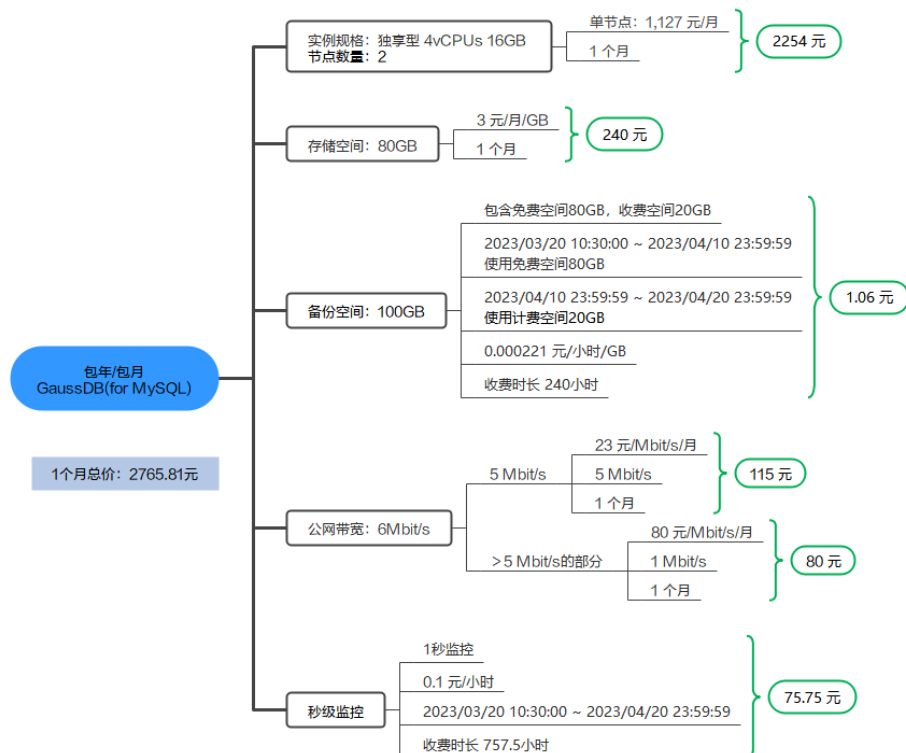 包年/包月
GaussDB(for MySQL)
1个月总价：2765.81元
实例规格：独享型 4vCPUs 16GB
节点数量：2
单节点：1,127 元/月
1 个月
2254 元
存储空间：80GB
3 元/月/GB
1 个月
240 元
备份空间：100GB
包含免费空间80GB，收费空间20GB
2023/03/20 10:30:00 ~ 2023/04/10 23:59:59
使用免费空间80GB
2023/04/10 23:59:59 ~ 2023/04/20 23:59:59
使用计费空间20GB
0.000221 元/小时/GB
收费时长 240小时
1.06 元
公网带宽：6Mbit/s
5 Mbit/s
23 元/Mbit/s/月
5 Mbit/s
1 个月
115 元
＞5 Mbit/s的部分
80 元/Mbit/s/月
1 Mbit/s
1 个月
80 元
秒级监控
1秒监控
0.1 元/小时
2023/03/20 10:30:00 ~ 2023/04/20 23:59:59
收费时长 757.5小时
75.75 元